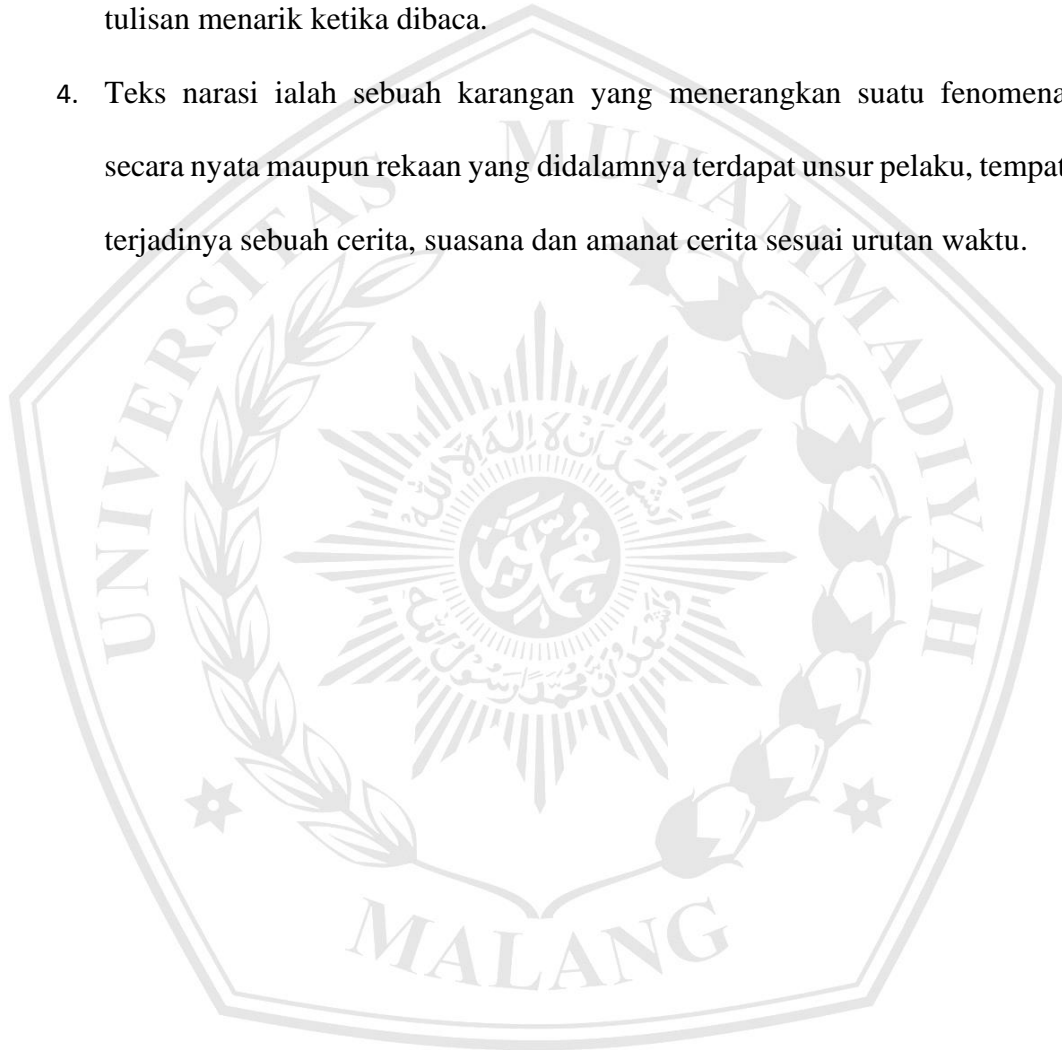 tulisan menarik ketika dibaca.
4. Teks narasi ialah sebuah karangan yang menerangkan suatu fenomena
secara nyata maupun rekaan yang didalamnya terdapat unsur pelaku, tempat
terjadinya sebuah cerita, suasana dan amanat cerita sesuai urutan waktu.
UNIVERSITAS MUHAMMADIYAH
MALANG